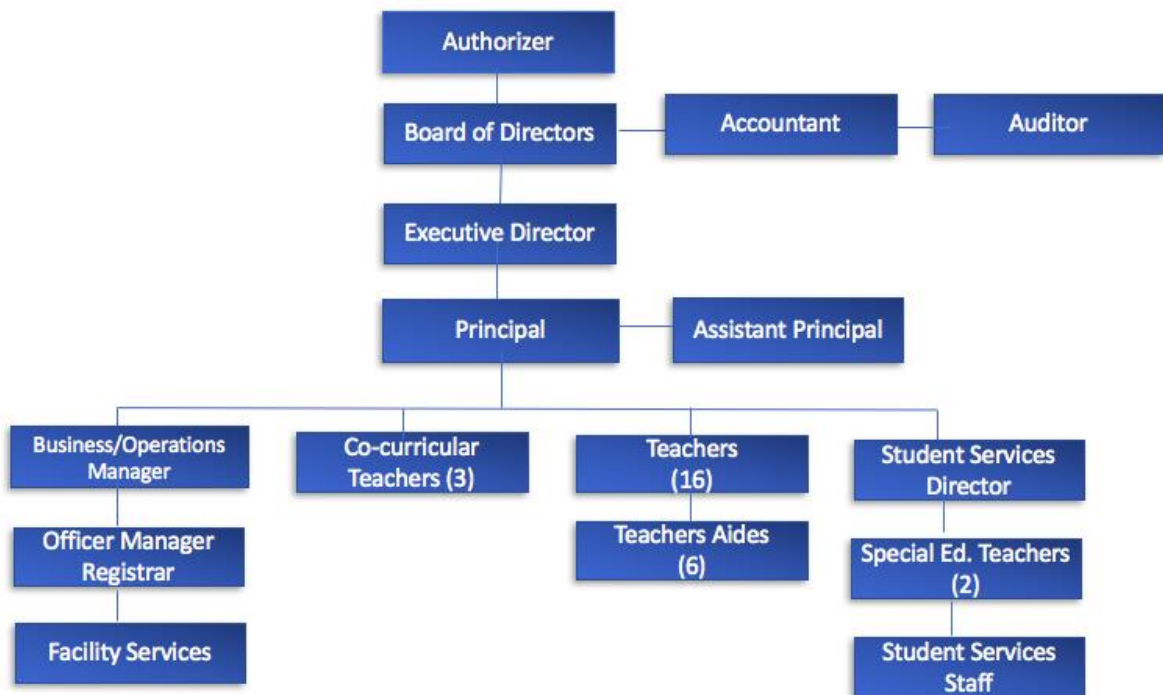 Authorizer
Board of Directors
Accountant
Auditor
Executive Director
Principal
Assistant Principal
Business/Operations
Manager
Co-curricular
Teachers (3)
Teachers
(16)
Student Services
Director
Officer Manager
Registrar
Teachers Aides
(6)
Special Ed. Teachers
(2)
Facility Services
Student Services
Staff